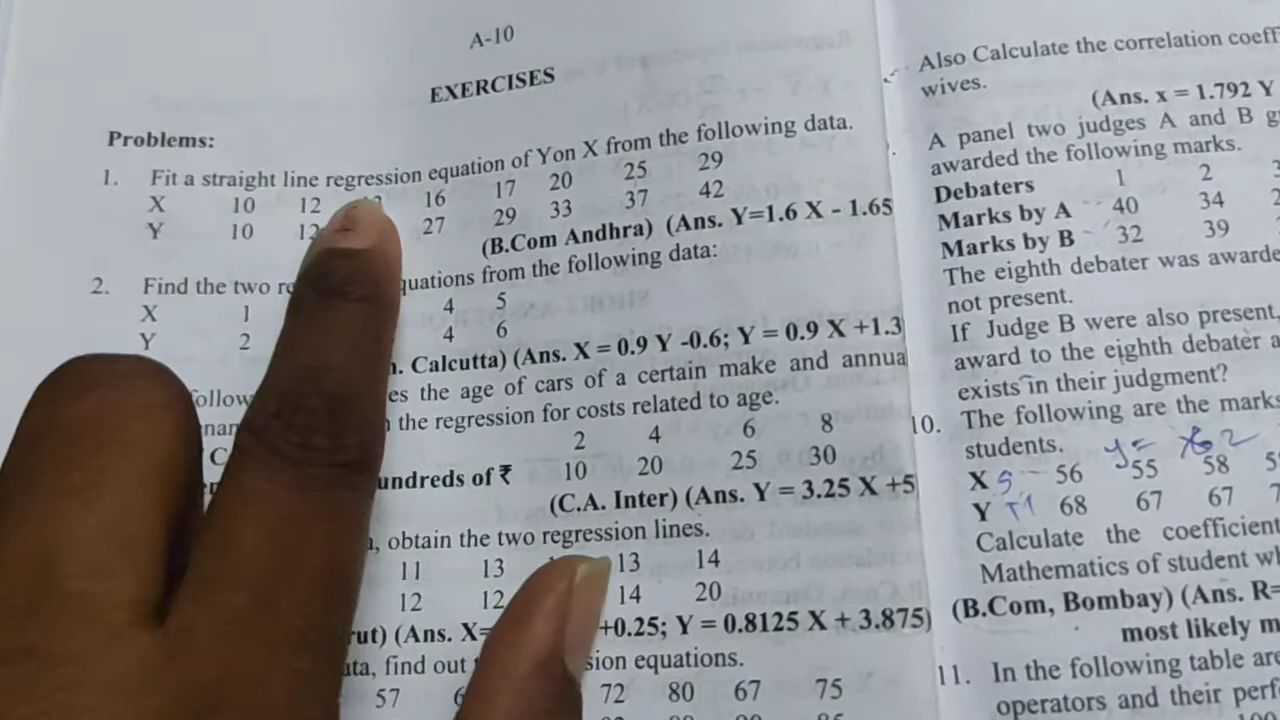 A-10
EXERCISES
Problems:
1. Fit a straight line regression equation of Yon X from the following data.
X 10 12 16 17 20 25 29
Y 10 12 27 29 33 37 42
(B.Com Andhra) (Ans. Y=1.6 X - 1.65
2. Find the two equations from the following data:
X 1 4 5
Y 2 4 6
Calcutta) (Ans. X = 0.9 Y -0.6; Y = 0.9 X +1.3
es the age of cars of a certain make and annua
the regression for costs related to age.
2 4 6 8
undreds of ₹ 10 20 25 30
(C.A. Inter) (Ans. Y = 3.25 X +5
, obtain the two regression lines.
11 13 13 14
12 12 14 20
rut) (Ans. X= +0.25; Y = 0.8125 X + 3.875)
ata, find out sion equations.
57 72 80 67 75
Also Calculate the correlation coeff
wives.
(Ans. x = 1.792 Y
A panel two judges A and B g
awarded the following marks.
Debaters 1 2
Marks by A 40 34
Marks by B 32 39
The eighth debater was awarde
not present.
If Judge B were also present.
award to the eighth debater a
exists in their judgment?
10. The following are the marks
students.
X 56 55 58
Y 68 67 67
Calculate the coefficient
Mathematics of student wh
(B.Com, Bombay) (Ans. R=
most likely m
11. In the following table are
operators and their perf